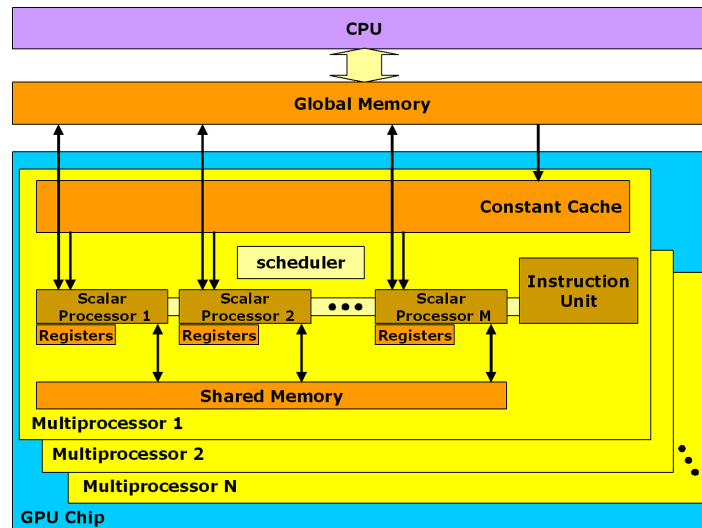 CPU
Global Memory
Constant Cache
scheduler
Scalar
Processor 1
Scalar
Processor 2
Scalar
Processor M
Instruction
Unit
Registers
Registers
Registers
Shared Memory
Multiprocessor 1
Multiprocessor 2
Multiprocessor N
GPU Chip